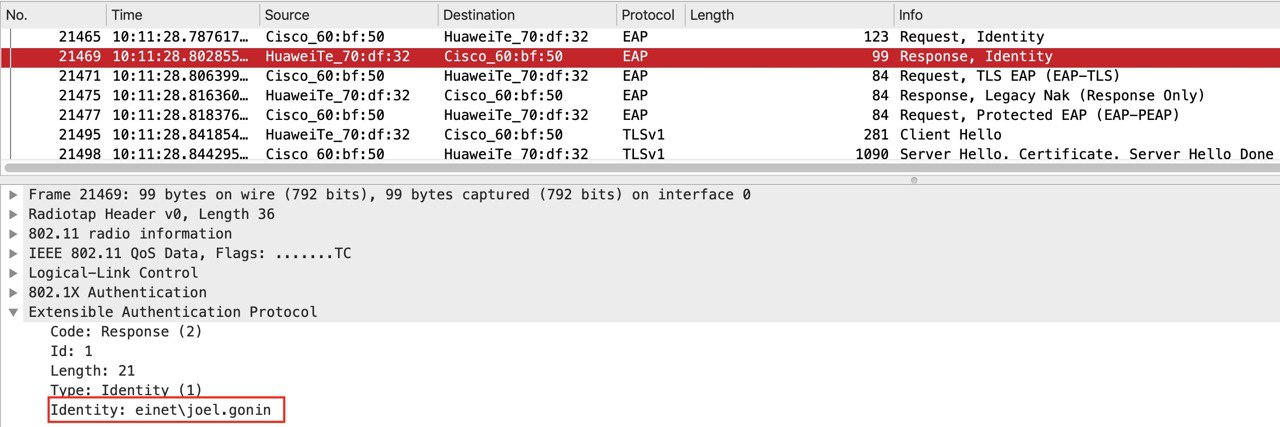 No. Time Source Destination Protocol Length Info
21465 10:11:28.787617… Cisco_60:bf:50 HuaweiTe_70:df:32 EAP 123 Request, Identity
21469 10:11:28.802855… HuaweiTe_70:df:32 Cisco_60:bf:50 EAP 99 Response, Identity
21471 10:11:28.806399… Cisco_60:bf:50 HuaweiTe_70:df:32 EAP 84 Request, TLS EAP (EAP-TLS)
21475 10:11:28.816360… HuaweiTe_70:df:32 Cisco_60:bf:50 EAP 84 Response, Legacy Nak (Response Only)
21477 10:11:28.818376… Cisco_60:bf:50 HuaweiTe_70:df:32 EAP 84 Request, Protected EAP (EAP-PEAP)
21495 10:11:28.841854… HuaweiTe_70:df:32 Cisco_60:bf:50 TLSv1 281 Client Hello
21498 10:11:28.844295… Cisco_60:bf:50 HuaweiTe_70:df:32 TLSv1 1090 Server Hello, Certificate, Server Hello Done
Frame 21469: 99 bytes on wire (792 bits), 99 bytes captured (792 bits) on interface 0
Radiotap Header v0, Length 36
802.11 radio information
IEEE 802.11 QoS Data, Flags: .......TC
Logical-Link Control
802.1X Authentication
Extensible Authentication Protocol
Code: Response (2)
Id: 1
Length: 21
Type: Identity (1)
Identity: einet\joel.gonin